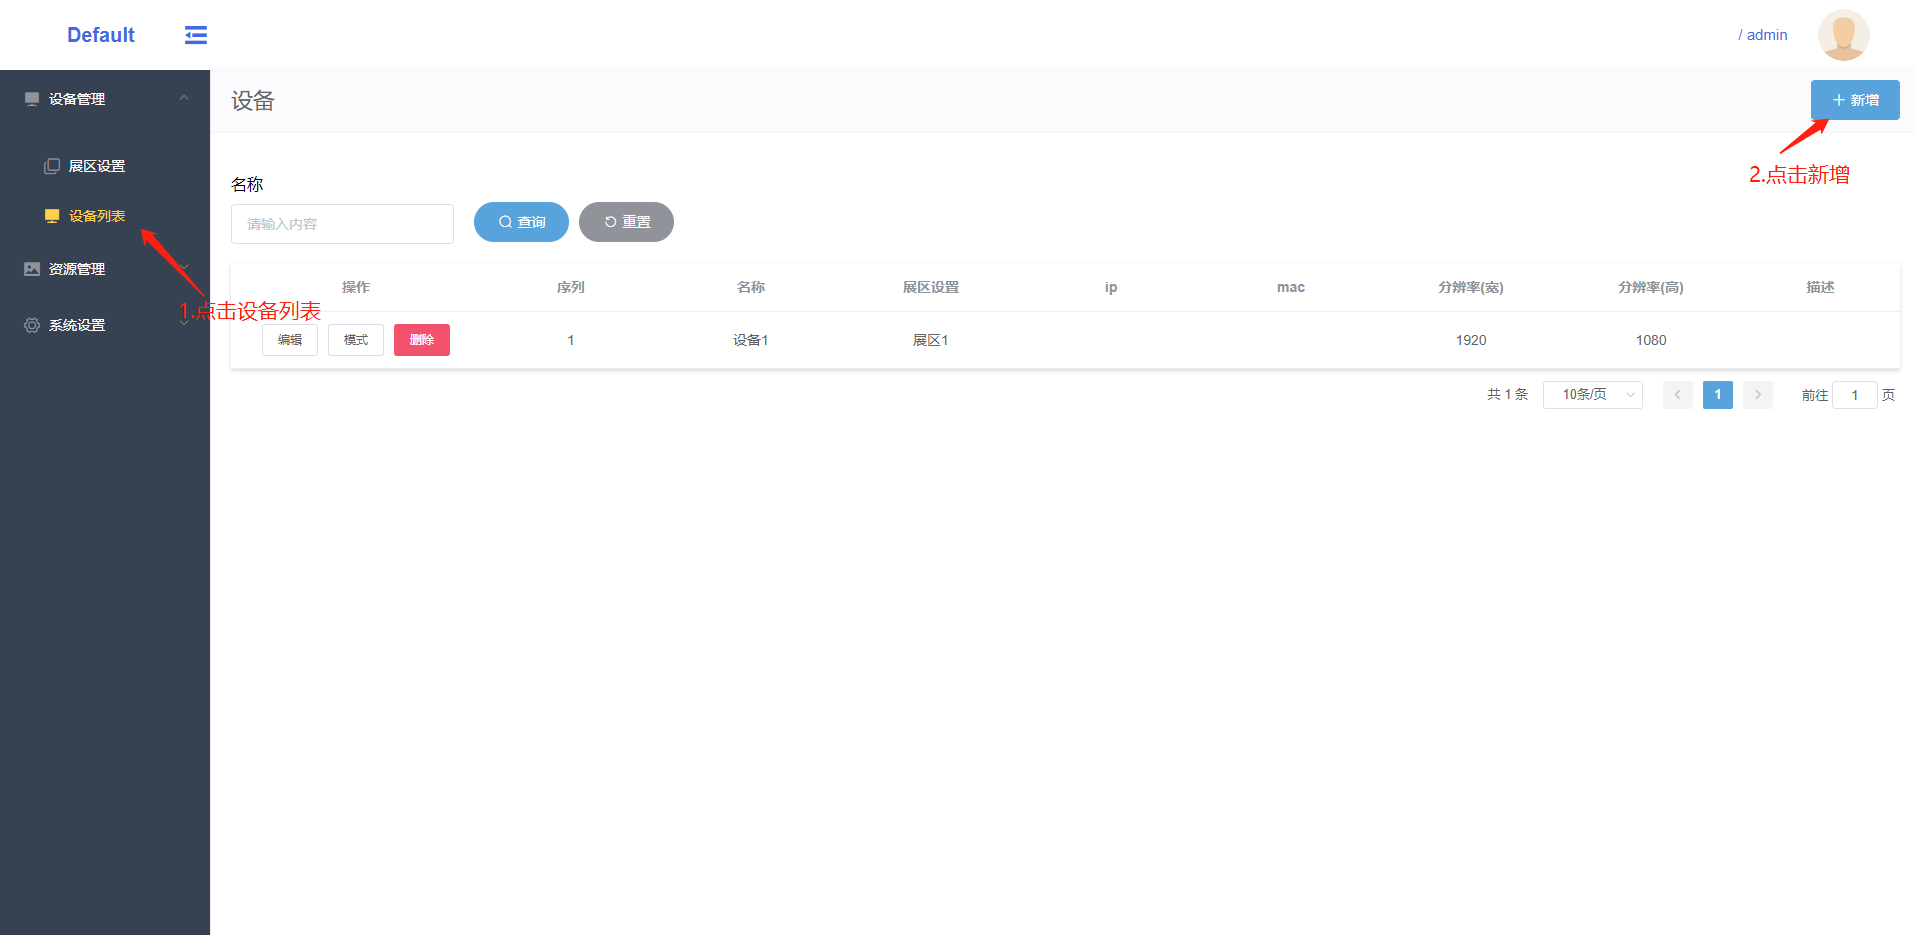 Default
/ admin
设备管理
展区设置
设备列表
资源管理
系统设置
设备
新增
2.点击新增
名称
请输入内容
查询
重置
1.点击设备列表
操作 序列 名称 展区设置 ip mac 分辨率(宽) 分辨率(高) 描述
编辑 模式 删除 1 设备1 展区1 1920 1080
共 1 条 10条/页 1 前往 1 页